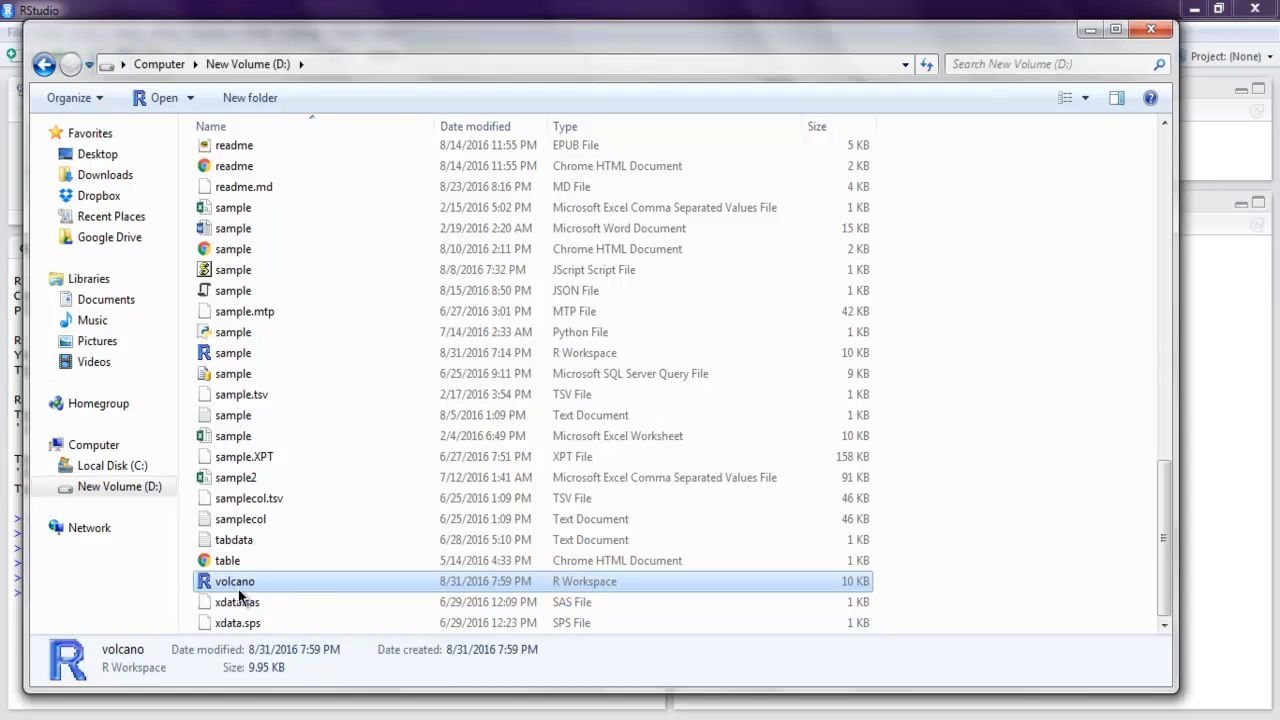 RStudio
Project: (None)
Computer New Volume (D:)
Search New Volume (D:)
Organize Open New folder
Name Date modified Type Size
Favorites
Desktop
Downloads
Dropbox
Recent Places
Google Drive
Libraries
Documents
Music
Pictures
Videos
Homegroup
Computer
Local Disk (C:)
New Volume (D:)
Network
readme 8/14/2016 11:55 PM EPUB File 5 KB
readme 8/14/2016 11:55 PM Chrome HTML Document 2 KB
readme.md 8/23/2016 8:16 PM MD File 4 KB
sample 2/15/2016 5:02 PM Microsoft Excel Comma Separated Values File 1 KB
sample 2/19/2016 2:20 AM Microsoft Word Document 15 KB
sample 8/10/2016 2:11 PM Chrome HTML Document 2 KB
sample 8/8/2016 7:32 PM JScript Script File 1 KB
sample 8/15/2016 8:50 PM JSON File 1 KB
sample.mtp 6/27/2016 3:01 PM MTP File 42 KB
sample 7/14/2016 2:33 AM Python File 1 KB
sample 8/31/2016 7:14 PM R Workspace 10 KB
sample 6/25/2016 9:11 PM Microsoft SQL Server Query File 9 KB
sample.tsv 2/17/2016 3:54 PM TSV File 1 KB
sample 8/5/2016 1:09 PM Text Document 1 KB
sample 2/4/2016 6:49 PM Microsoft Excel Worksheet 10 KB
sample.XPT 6/27/2016 7:51 PM XPT File 158 KB
sample2 7/12/2016 1:41 AM Microsoft Excel Comma Separated Values File 91 KB
samplecol.tsv 6/25/2016 1:09 PM TSV File 46 KB
samplecol 6/25/2016 1:09 PM Text Document 46 KB
tabdata 6/28/2016 5:10 PM Text Document 1 KB
table 5/14/2016 4:33 PM Chrome HTML Document 1 KB
volcano 8/31/2016 7:59 PM R Workspace 10 KB
xdata.sas 6/29/2016 12:09 PM SAS File 1 KB
xdata.sps 6/29/2016 12:23 PM SPS File 1 KB
volcano Date modified: 8/31/2016 7:59 PM Date created: 8/31/2016 7:59 PM
R Workspace Size: 9.95 KB